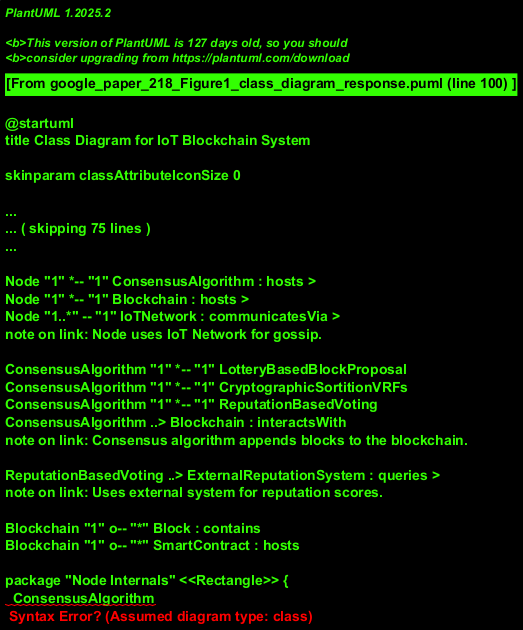 PlantUML 1.2025.2
<b>This version of PlantUML is 127 days old, so you should
<b>consider upgrading from https://plantuml.com/download
[From google_paper_218_Figure1_class_diagram_response.puml (line 100) ]
@startuml
title Class Diagram for IoT Blockchain System
skinparam classAttributeIconSize 0
...
... ( skipping 75 lines )
...
Node "1" *-- "1" ConsensusAlgorithm : hosts >
Node "1" *-- "1" Blockchain : hosts >
Node "1..*" -- "1" IoTNetwork : communicatesVia >
note on link: Node uses IoT Network for gossip.
ConsensusAlgorithm "1" *-- "1" LotteryBasedBlockProposal
ConsensusAlgorithm "1" *-- "1" CryptographicSortitionVRFs
ConsensusAlgorithm "1" *-- "1" ReputationBasedVoting
ConsensusAlgorithm ..> Blockchain : interactsWith
note on link: Consensus algorithm appends blocks to the blockchain.
ReputationBasedVoting ..> ExternalReputationSystem : queries >
note on link: Uses external system for reputation scores.
Blockchain "1" o-- "*" Block : contains
Blockchain "1" o-- "*" SmartContract : hosts
package "Node Internals" <<Rectangle>> {
ConsensusAlgorithm
Syntax Error? (Assumed diagram type: class)